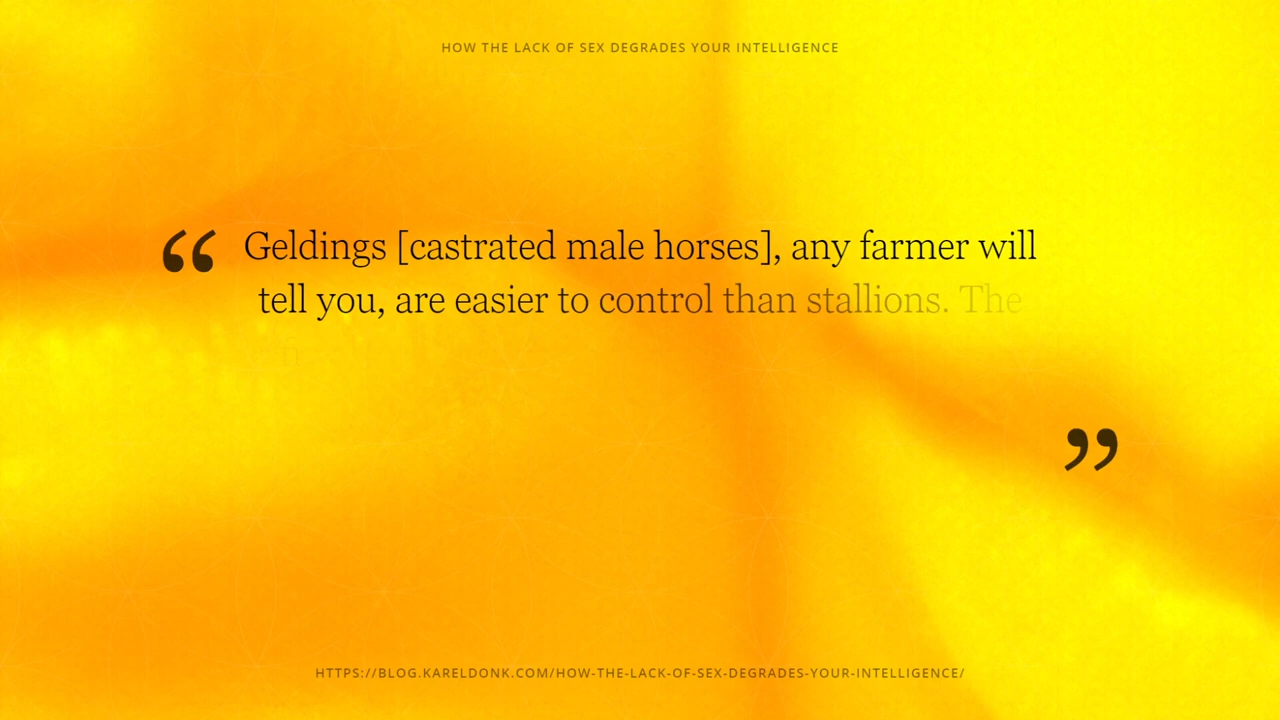 HOW THE LACK OF SEX DEGRADES YOUR INTELLIGENCE
“ Geldings [castrated male horses], any farmer will
tell you, are easier to control than stallions. The
”
HTTPS://BLOG.KARELDONK.COM/HOW-THE-LACK-OF-SEX-DEGRADES-YOUR-INTELLIGENCE/